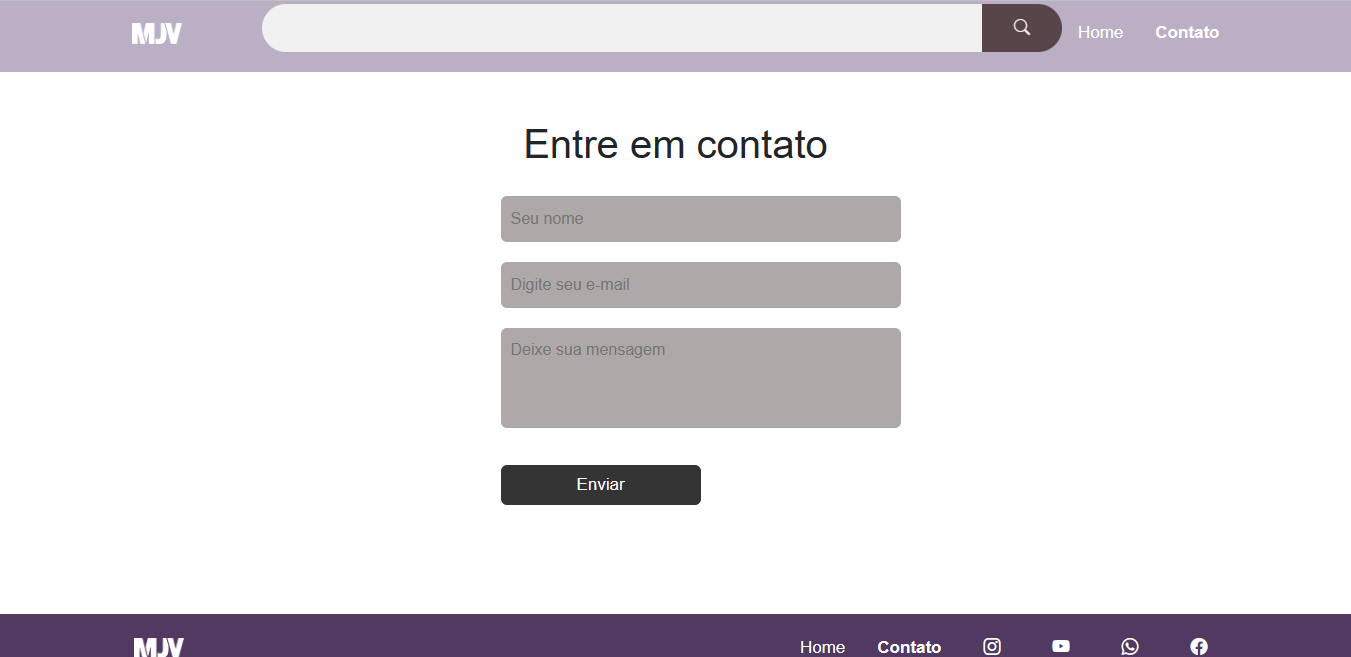 MJV
Home Contato
Entre em contato
Seu nome
Digite seu e-mail
Deixe sua mensagem
Enviar
MJV
Home Contato